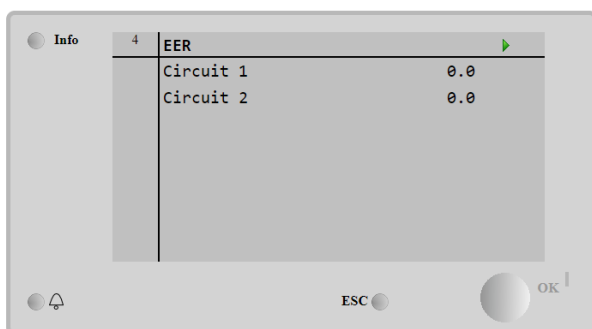 Info
4 EER
Circuit 1 0.0
Circuit 2 0.0
ESC
OK